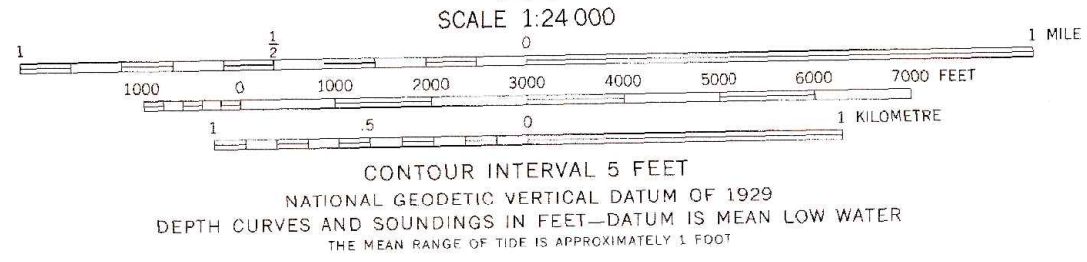 SCALE 1:24 000
1 1/2 0 1 MILE
1000 0 1000 2000 3000 4000 5000 6000 7000 FEET
1 .5 0 1 KILOMETRE
CONTOUR INTERVAL 5 FEET
NATIONAL GEODETIC VERTICAL DATUM OF 1929
DEPTH CURVES AND SOUNDINGS IN FEET—DATUM IS MEAN LOW WATER
THE MEAN RANGE OF TIDE IS APPROXIMATELY 1 FOOT